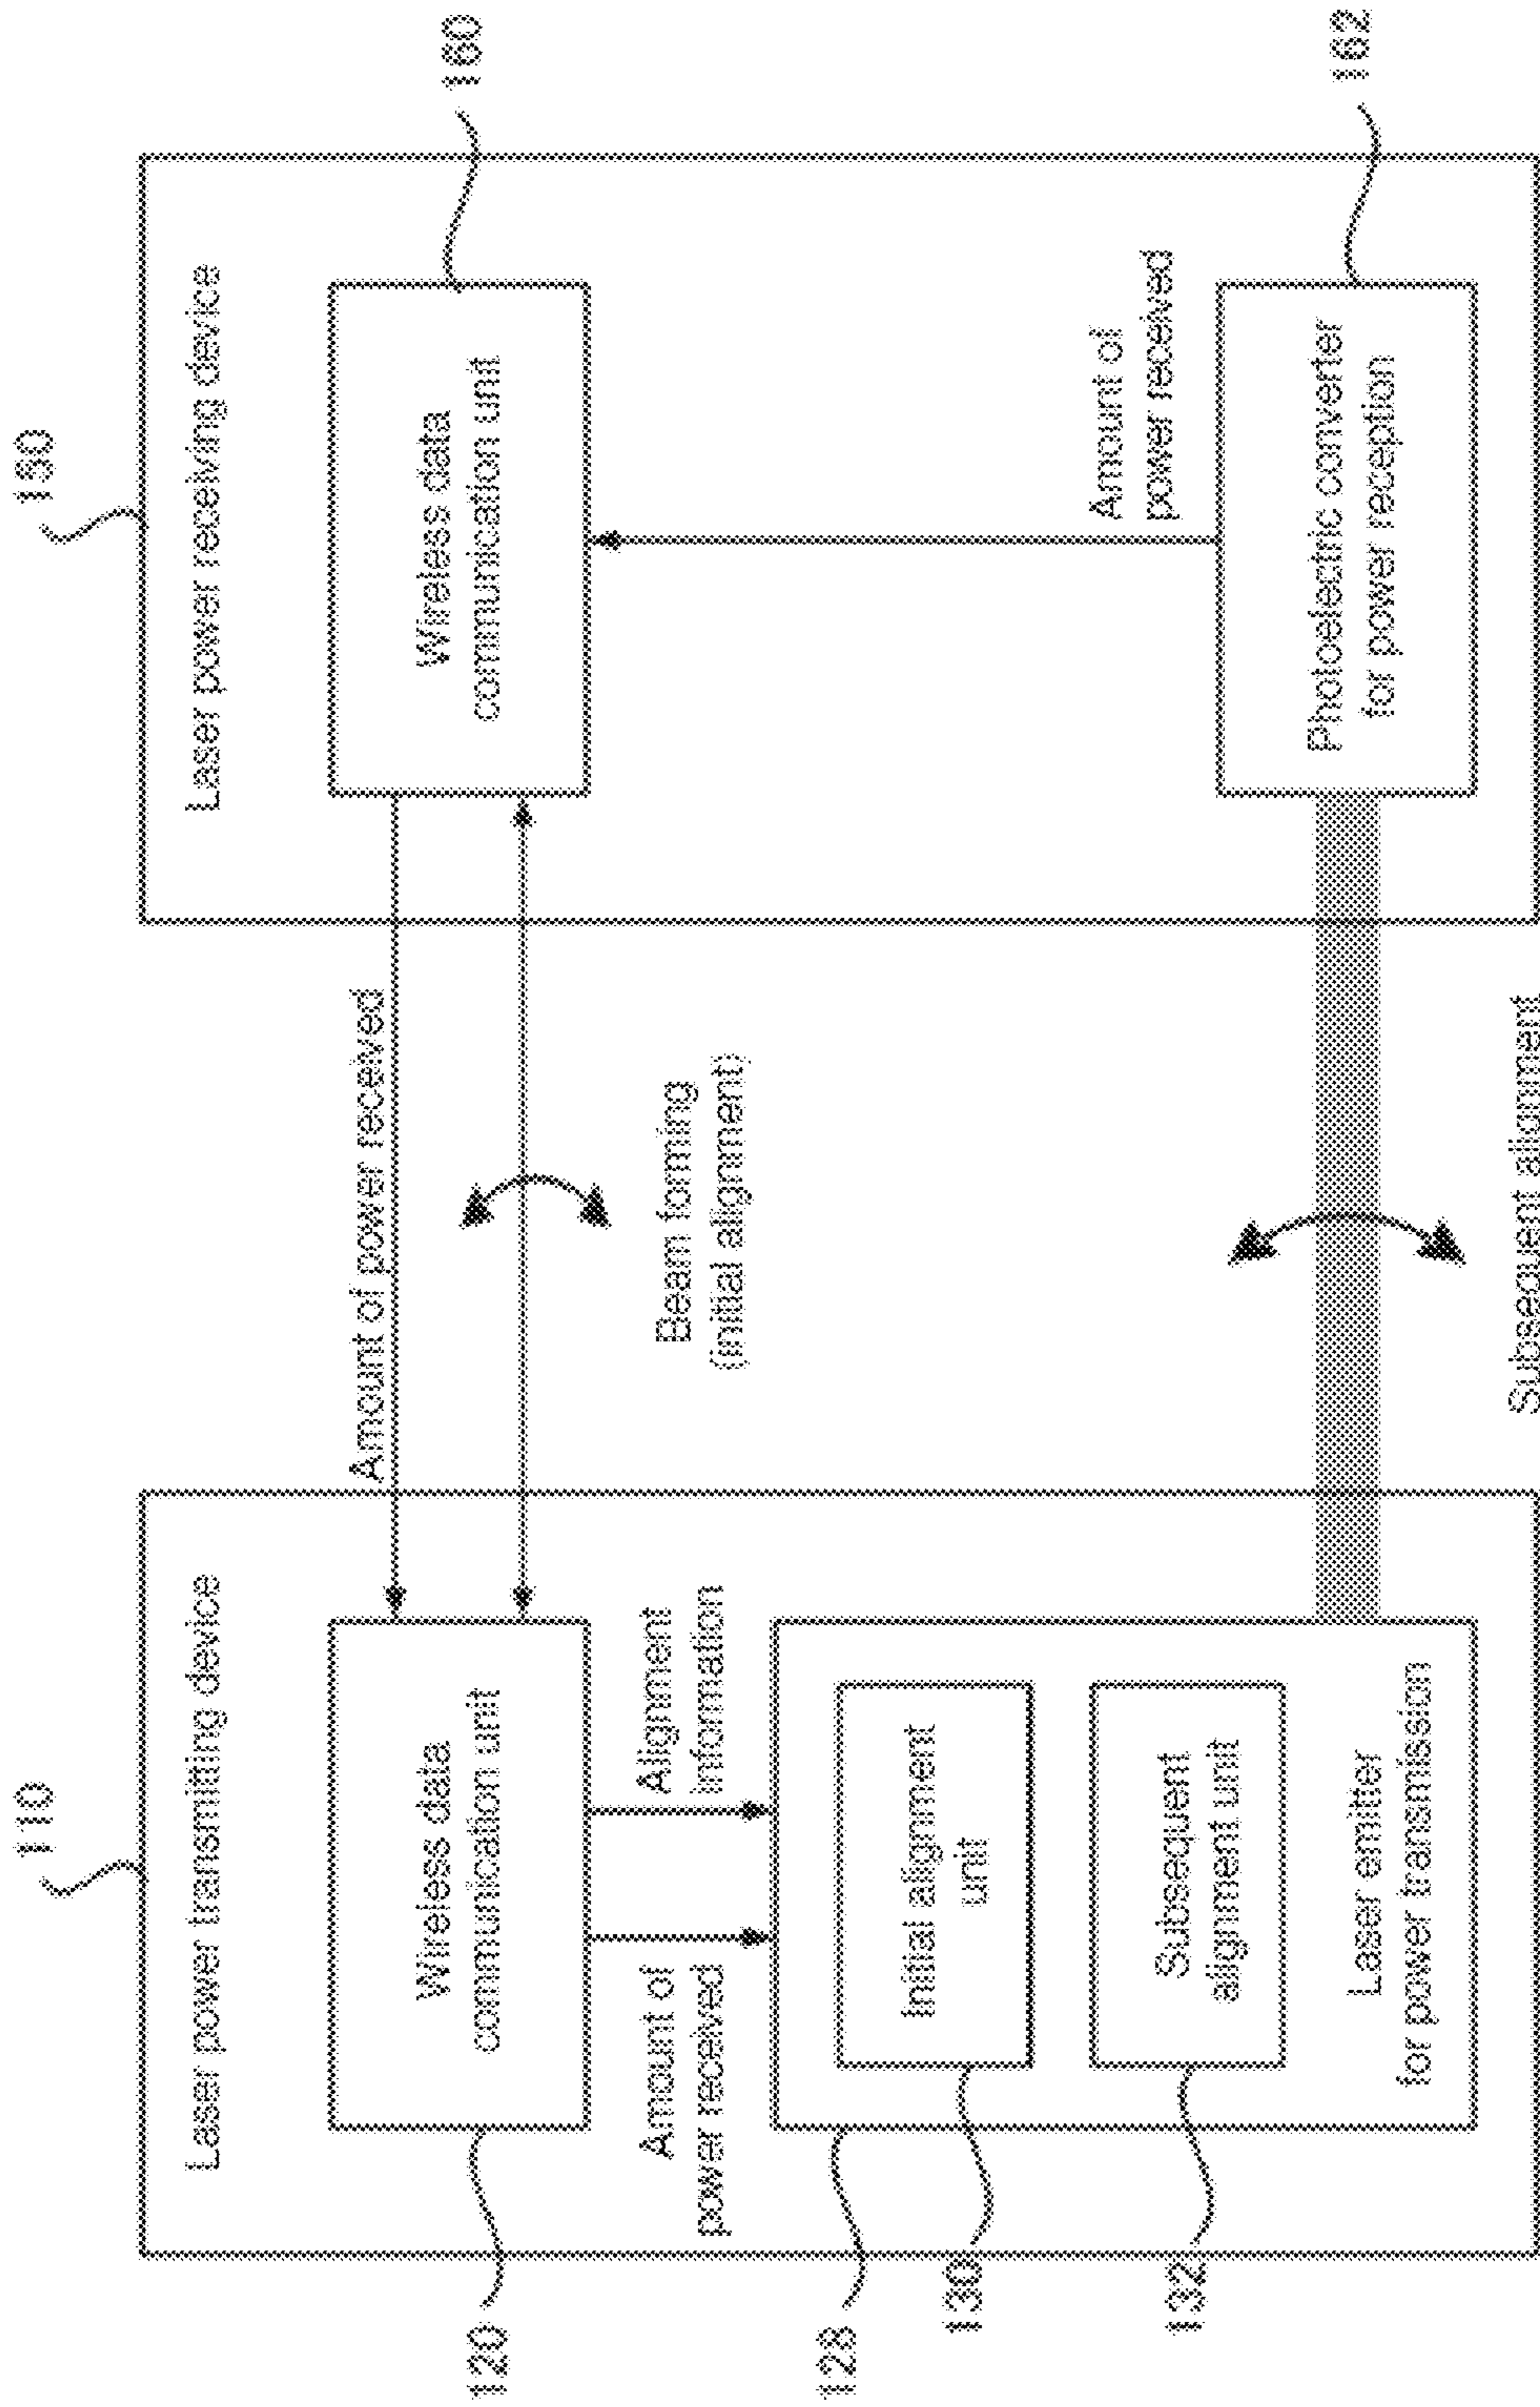 110
150
Laser power transmitting device
Laser power receiving device
Amount of power received
160
Wireless data
communication unit
Wireless data
communication unit
120
Beam forming
(initial alignment)
Amount of
power received
Alignment
information
128
130
Initial alignment
unit
Amount of
power received
132
Subsequent
alignment unit
Photoelectric converter
for power reception
162
Laser emitter
for power transmission
Subsequent alignment